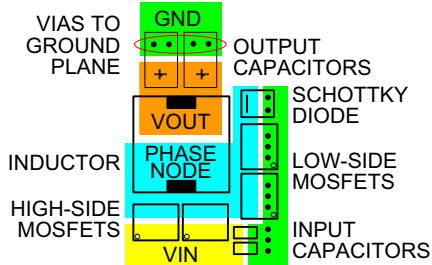 VIAS TO
GROUND
PLANE
GND
OUTPUT
CAPACITORS
+ +
VOUT
SCHOTTKY
DIODE
INDUCTOR
PHASE
NODE
LOW-SIDE
MOSFETS
HIGH-SIDE
MOSFETS
VIN
INPUT
CAPACITORS